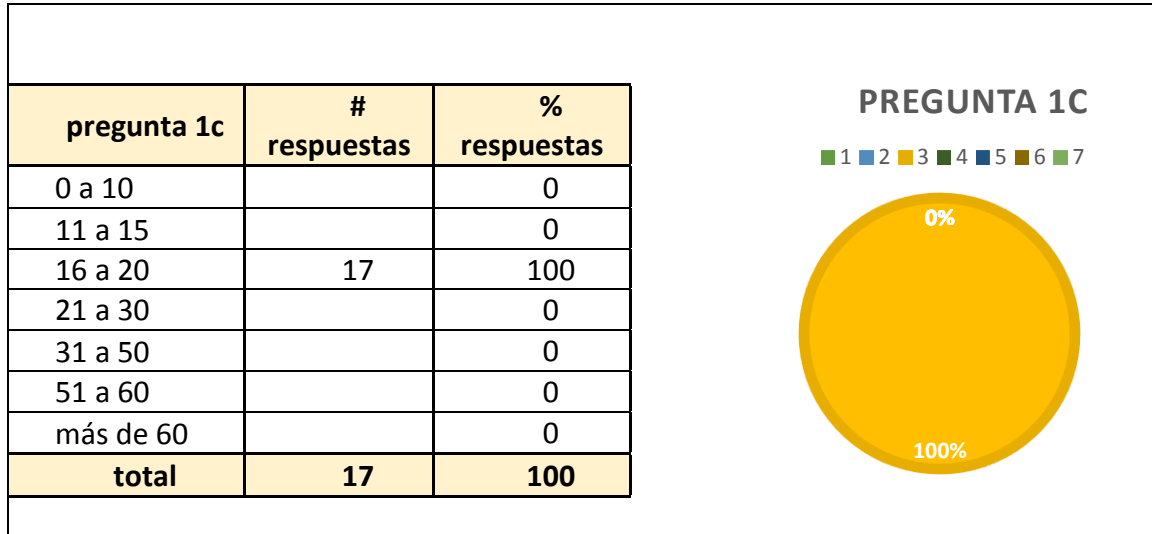 pregunta 1c # respuestas % respuestas
0 a 10 0
11 a 15 0
16 a 20 17 100
21 a 30 0
31 a 50 0
51 a 60 0
más de 60 0
total 17 100
PREGUNTA 1C
1 2 3 4 5 6 7
0%
100%